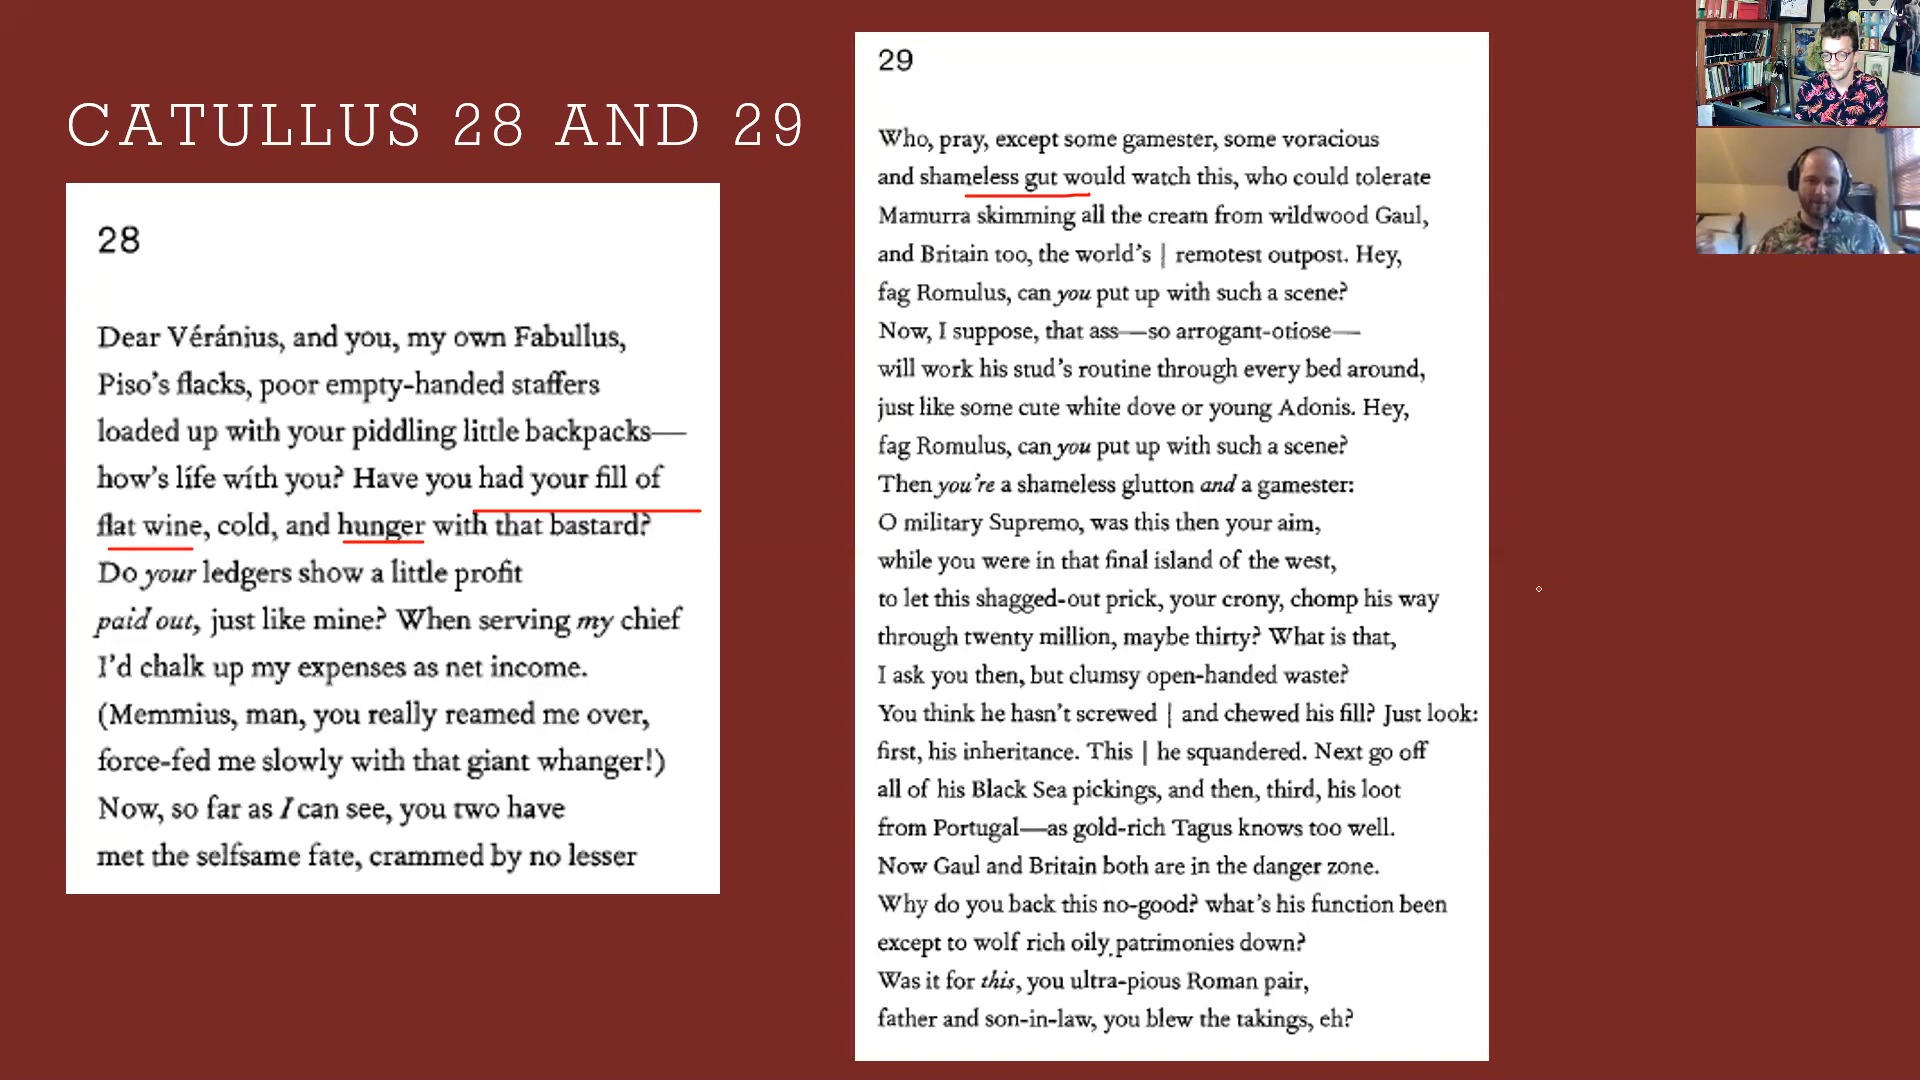 CATULLUS 28 AND 29
28
Dear Véránius, and you, my own Fabullus,
Piso's flacks, poor empty-handed staffers
loaded up with your piddling little backpacks—
how's lífe wíth you? Have you had your fill of
flat wine, cold, and hunger with that bastard?
Do your ledgers show a little profit
paid out, just like mine? When serving my chief
I'd chalk up my expenses as net income.
(Memmius, man, you really reamed me over,
force-fed me slowly with that giant whanger!)
Now, so far as I can see, you two have
met the selfsame fate, crammed by no lesser
29
Who, pray, except some gamester, some voracious
and shameless gut would watch this, who could tolerate
Mamurra skimming all the cream from wildwood Gaul,
and Britain too, the world's | remotest outpost. Hey,
fag Romulus, can you put up with such a scene?
Now, I suppose, that ass—so arrogant-otiose—
will work his stud's routine through every bed around,
just like some cute white dove or young Adonis. Hey,
fag Romulus, can you put up with such a scene?
Then you're a shameless glutton and a gamester:
O military Supremo, was this then your aim,
while you were in that final island of the west,
to let this shagged-out prick, your crony, chomp his way
through twenty million, maybe thirty? What is that,
I ask you then, but clumsy open-handed waste?
You think he hasn't screwed | and chewed his fill? Just look:
first, his inheritance. This | he squandered. Next go off
all of his Black Sea pickings, and then, third, his loot
from Portugal—as gold-rich Tagus knows too well.
Now Gaul and Britain both are in the danger zone.
Why do you back this no-good? what's his function been
except to wolf rich oily patrimonies down?
Was it for this, you ultra-pious Roman pair,
father and son-in-law, you blew the takings, eh?